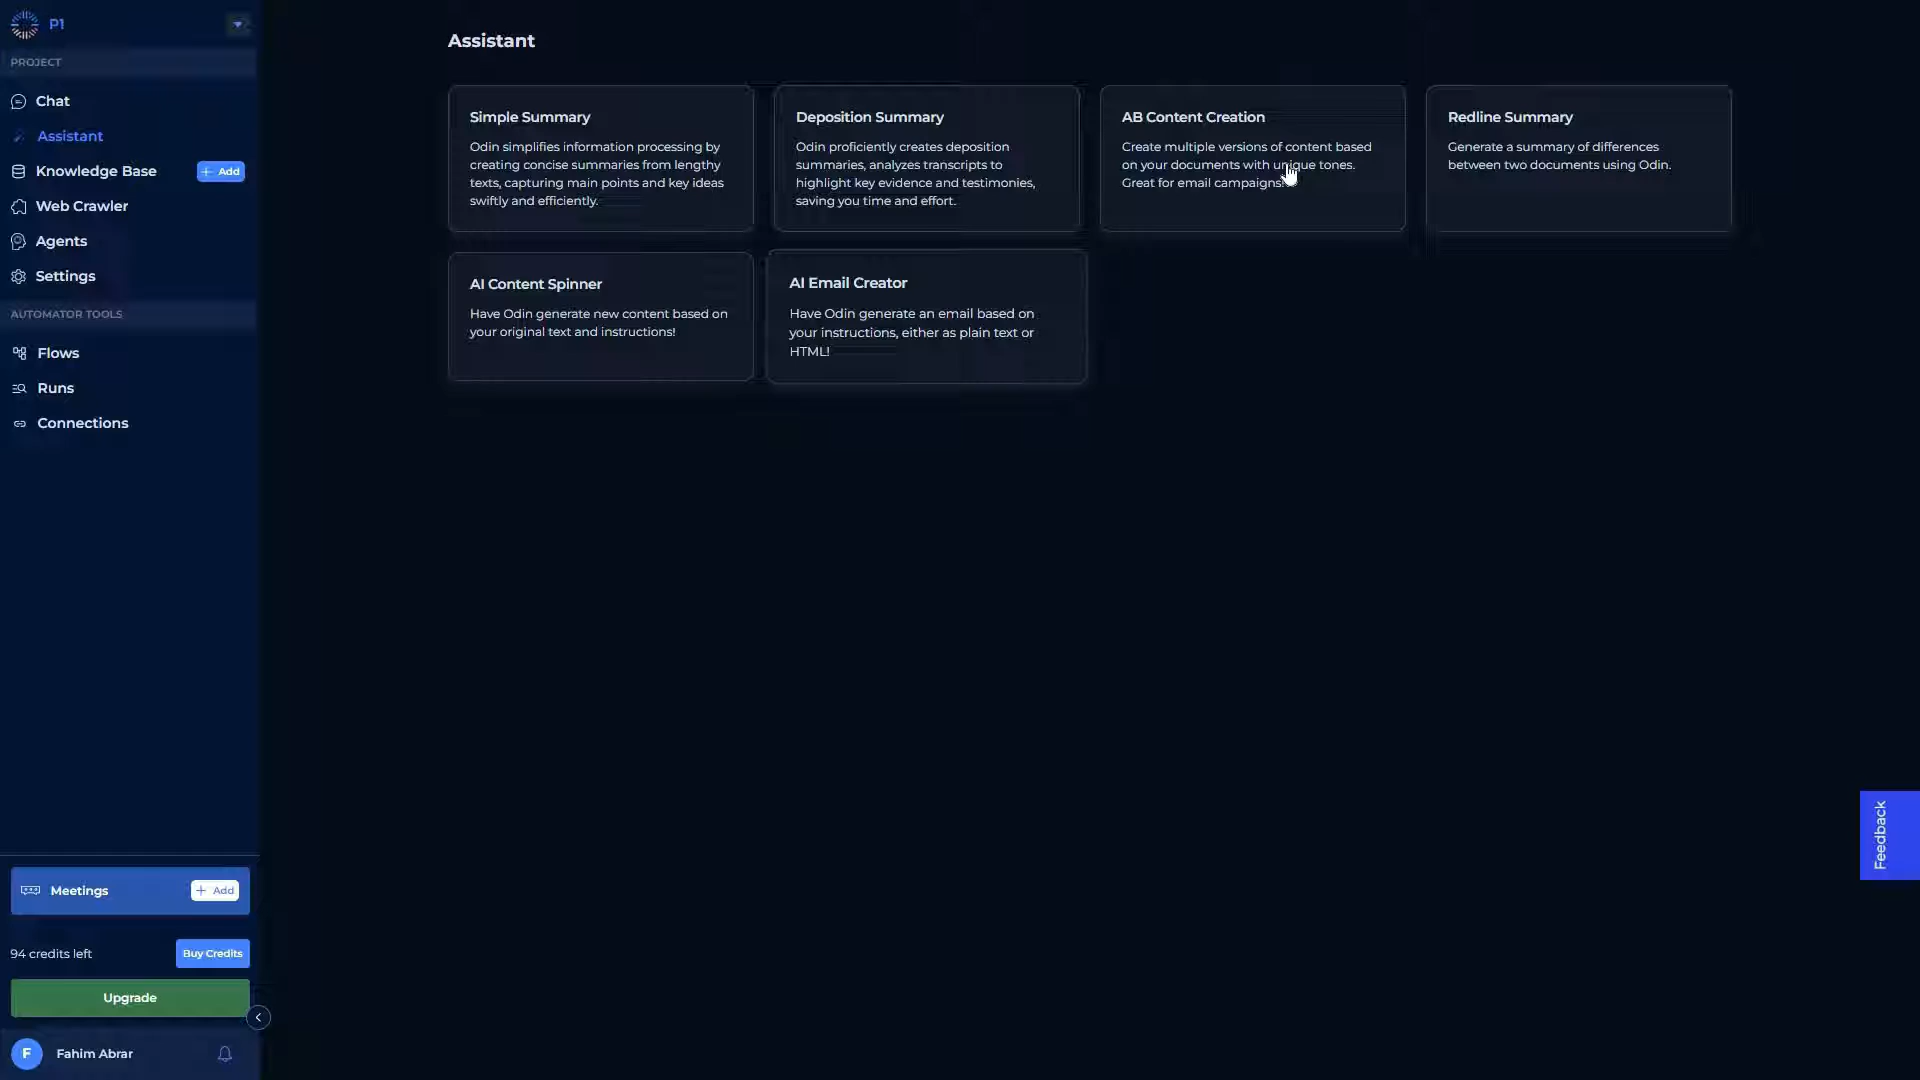 P1
PROJECT
Chat
Assistant
Knowledge Base
+ Add
Web Crawler
Agents
Settings
AUTOMATOR TOOLS
Flows
Runs
Connections
Meetings
+ Add
94 credits left
Buy Credits
Upgrade
F
Fahim Abrar
Assistant
Simple Summary
Odin simplifies information processing by
creating concise summaries from lengthy
texts, capturing main points and key ideas
swiftly and efficiently.
Deposition Summary
Odin proficiently creates deposition
summaries, analyzes transcripts to
highlight key evidence and testimonies,
saving you time and effort.
AB Content Creation
Create multiple versions of content based
on your documents with unique tones.
Great for email campaigns!
Redline Summary
Generate a summary of differences
between two documents using Odin.
AI Content Spinner
Have Odin generate new content based on
your original text and instructions!
AI Email Creator
Have Odin generate an email based on
your instructions, either as plain text or
HTML!
Feedback